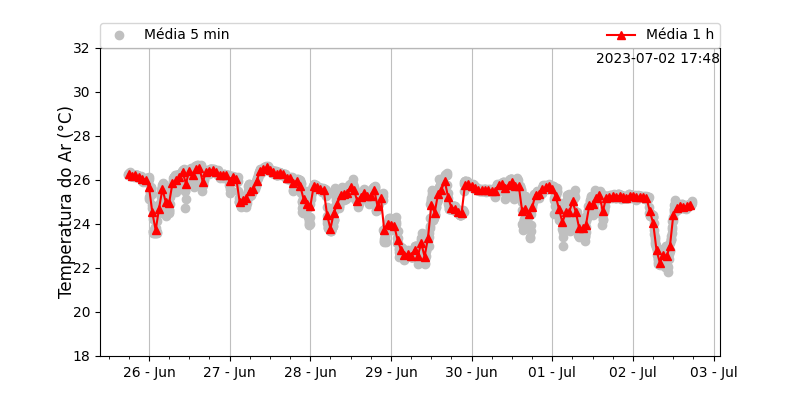 Média 5 min
Média 1 h
2023-07-02 17:48
Temperatura do Ar (°C)
32
30
28
26
24
22
20
18
26 - Jun
27 - Jun
28 - Jun
29 - Jun
30 - Jun
01 - Jul
02 - Jul
03 - Jul